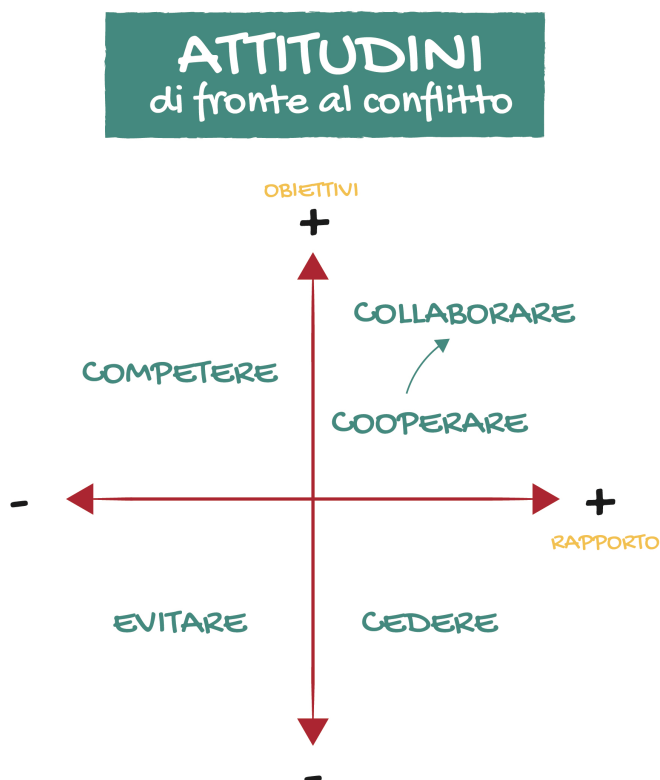 ATTITUDINI
di fronte al conflitto
OBIETTIVI
+
COLLABORARE
COMPETERE
COOPERARE
- +
RAPPORTO
EVITARE CEDERE
-